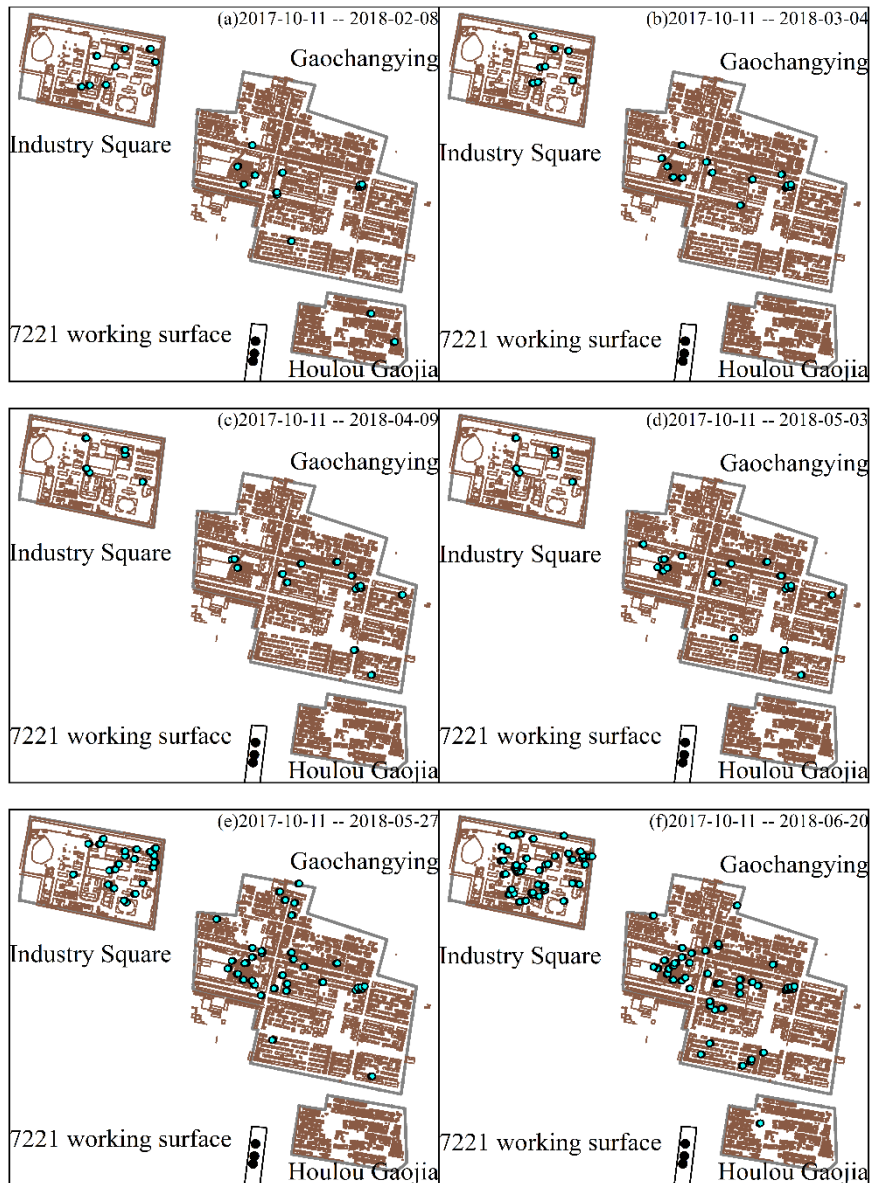 (a)2017-10-11 -- 2018-02-08
Gaochangying
Industry Square
7221 working surface
Houlou Gaojia
(b)2017-10-11 -- 2018-03-04
Gaochangying
Industry Square
7221 working surface
Houlou Gaojia
(c)2017-10-11 -- 2018-04-09
Gaochangying
Industry Square
7221 working surface
Houlou Gaojia
(d)2017-10-11 -- 2018-05-03
Gaochangying
Industry Square
7221 working surface
Houlou Gaojia
(e)2017-10-11 -- 2018-05-27
Gaochangying
Industry Square
7221 working surface
Houlou Gaojia
(f)2017-10-11 -- 2018-06-20
Gaochangying
Industry Square
7221 working surface
Houlou Gaojia